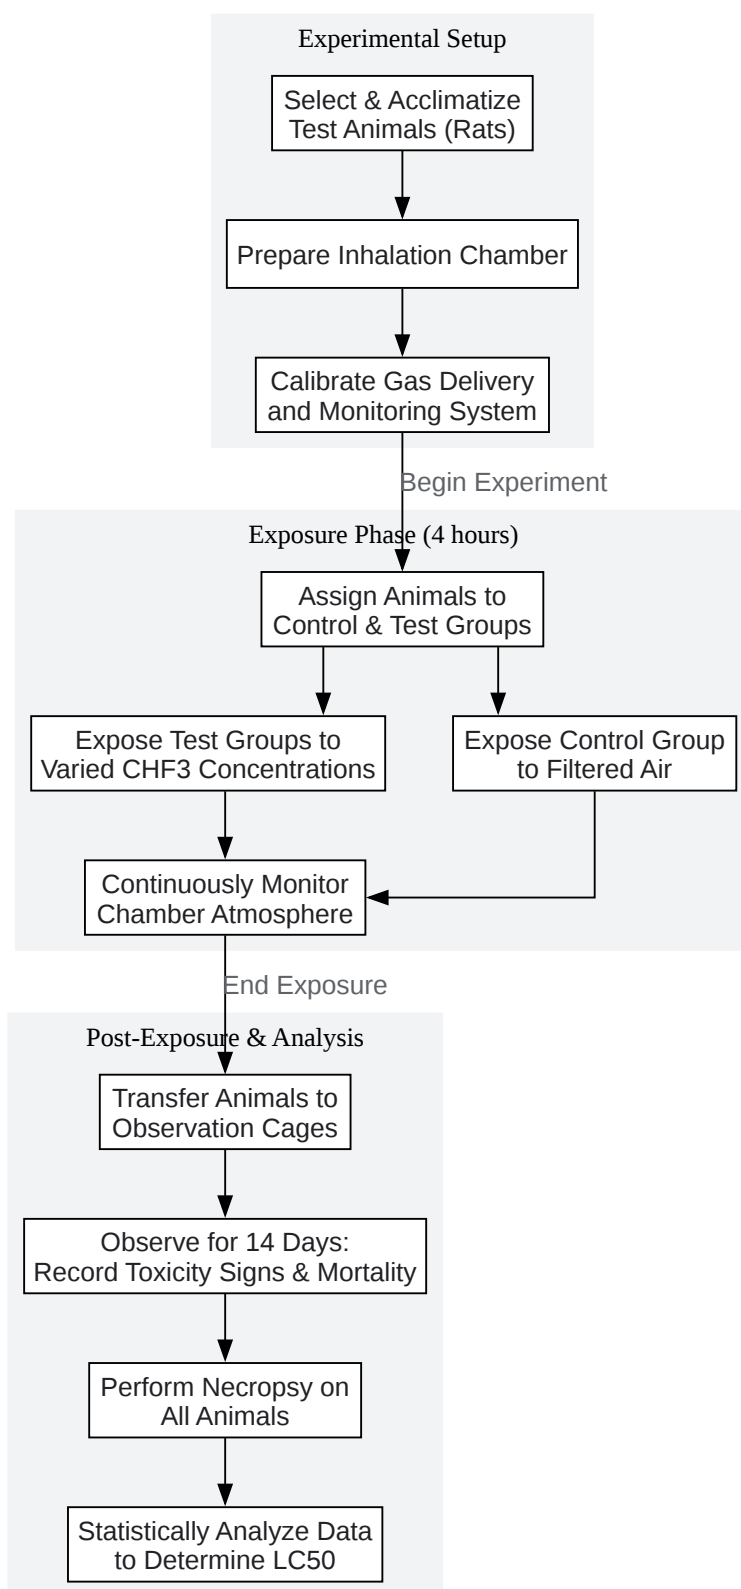 Experimental Setup
Select & Acclimatize
Test Animals (Rats)
Prepare Inhalation Chamber
Calibrate Gas Delivery
and Monitoring System
Begin Experiment
Exposure Phase (4 hours)
Assign Animals to
Control & Test Groups
Expose Test Groups to
Varied CHF3 Concentrations
Expose Control Group
to Filtered Air
Continuously Monitor
Chamber Atmosphere
End Exposure
Post-Exposure & Analysis
Transfer Animals to
Observation Cages
Observe for 14 Days:
Record Toxicity Signs & Mortality
Perform Necropsy on
All Animals
Statistically Analyze Data
to Determine LC50